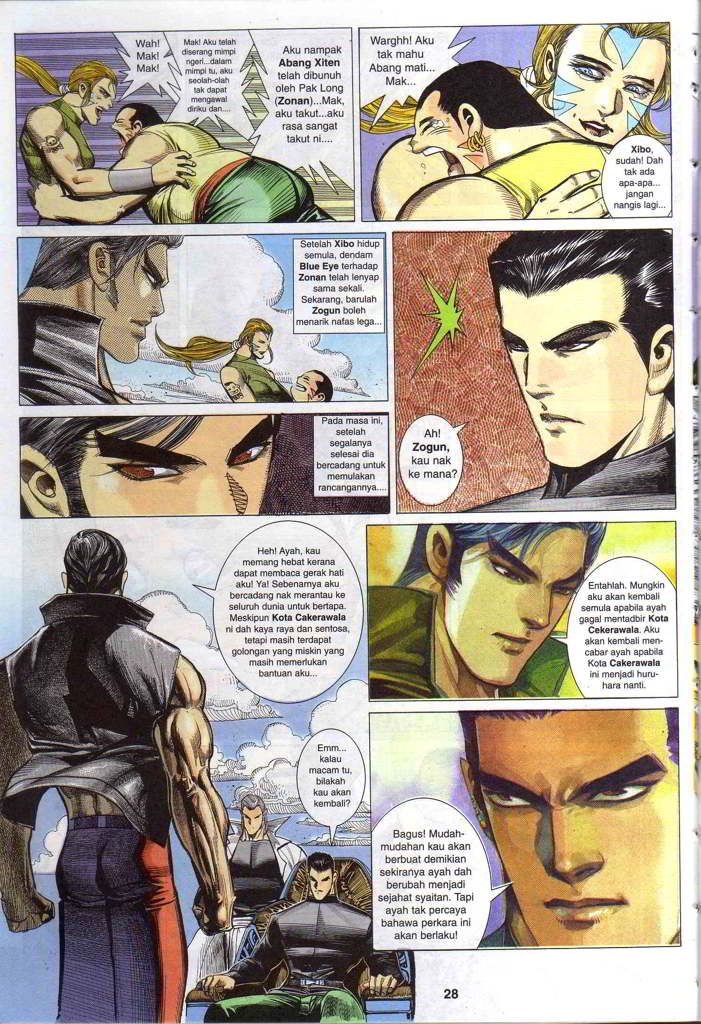 Wah!
Mak!
Mak!
Mak! Aku telah
diserang mimpi
ngeri...dalam
mimpi tu, aku
seolah-olah
tak dapat
mengawal
diriku dan....
Aku nampak
Abang Xiten
telah dibunuh
oleh Pak Long
(Zonan)...Mak,
aku takut...aku
rasa sangat
takut ni....
Warghh! Aku
tak mahu
Abang mati...
Mak...
Xibo,
sudah! Dah
tak ada
apa-apa...
jangan
nangis lagi...
Setelah Xibo hidup
semula, dendam
Blue Eye terhadap
Zonan telah lenyap
sama sekali.
Sekarang, barulah
Zogun boleh
menarik nafas lega...
Ah!
Zogun,
kau nak
ke mana?
Pada masa ini,
setelah
segalanya
selesai dia
bercadang untuk
memulakan
rancangannya....
Heh! Ayah, kau
memang hebat kerana
dapat membaca gerak hati
aku! Ya! Sebenarnya aku
bercadang nak merantau ke
seluruh dunia untuk bertapa.
Meskipun Kota Cakerawala
ni dah kaya raya dan sentosa,
tetapi masih terdapat
golongan yang miskin yang
masih memerlukan
bantuan aku...
Emm...
kalau
macam tu,
bilakah
kau akan
kembali?
Entahlah. Mungkin
aku akan kembali
semula apabila ayah
gagal mentadbir Kota
Cekerawala. Aku
akan kembali men-
cabar ayah apabila
Kota Cakerawala
ini menjadi huru-
hara nanti.
Bagus! Mudah-
mudahan kau akan
berbuat demikian
sekiranya ayah dah
berubah menjadi
sejahat syaitan. Tapi
ayah tak percaya
bahawa perkara ini
akan berlaku!
28